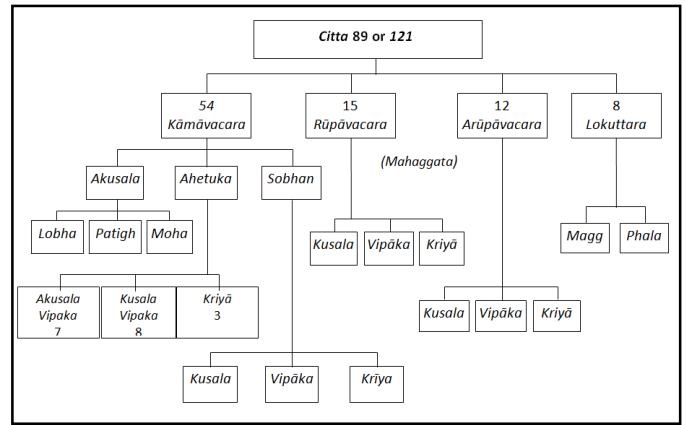 Citta 89 or 121
54
Kāmāvacara
15
Rūpāvacara
12
Arūpāvacara
8
Lokuttara
(Mahaggata)
Akusala
Ahetuka
Sobhan
Lobha
Patigh
Moha
Kusala
Vipāka
Kriyā
Magg
Phala
Akusala
Vipaka
7
Kusala
Vipaka
8
Kriyā
3
Kusala
Vipāka
Kriyā
Kusala
Vipāka
Krīya